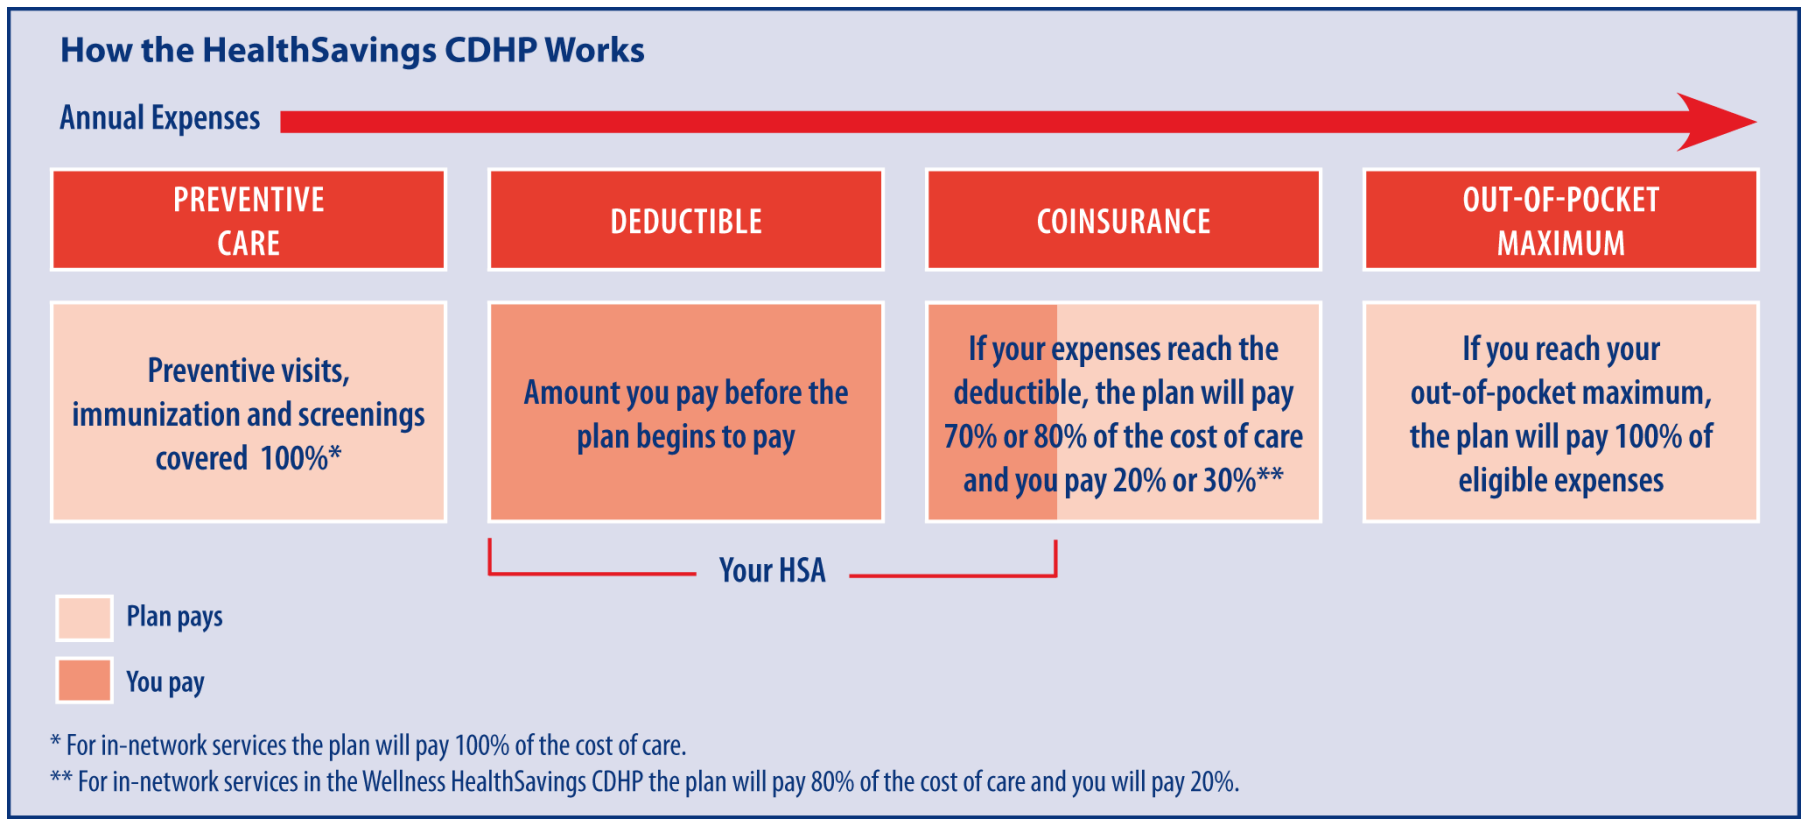 How the HealthSavings CDHP Works
Annual Expenses
PREVENTIVE
CARE
DEDUCTIBLE
COINSURANCE
OUT-OF-POCKET
MAXIMUM
Preventive visits,
immunization and screenings
covered 100%*
Amount you pay before the
plan begins to pay
If your expenses reach the
deductible, the plan will pay
70% or 80% of the cost of care
and you pay 20% or 30%**
If you reach your
out-of-pocket maximum,
the plan will pay 100% of
eligible expenses
Your HSA
Plan pays
You pay
* For in-network services the plan will pay 100% of the cost of care.
** For in-network services in the Wellness HealthSavings CDHP the plan will pay 80% of the cost of care and you will pay 20%.